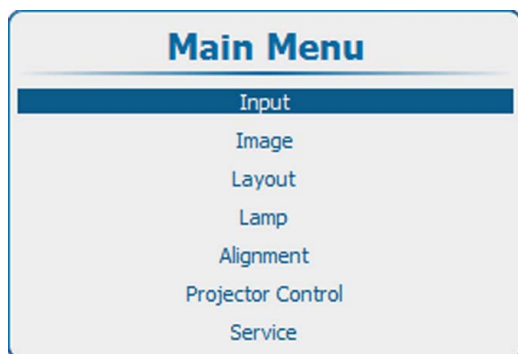 Main Menu
Input
Image
Layout
Lamp
Alignment
Projector Control
Service